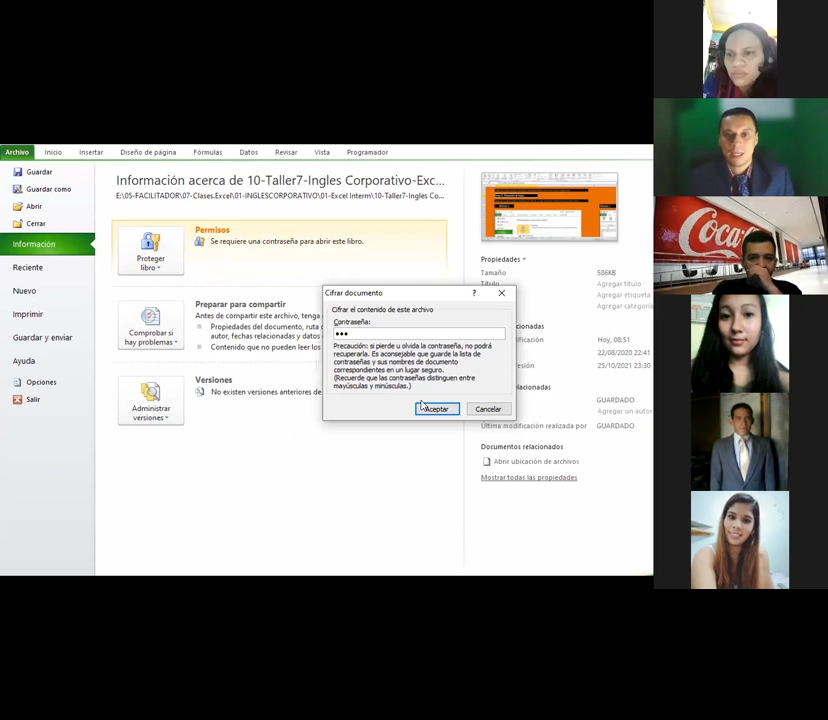 Archivo Inicio Insertar Diseño de página Fórmulas Datos Revisar Vista Programador
Guardar
Guardar como
Abrir
Cerrar
Información
Reciente
Nuevo
Imprimir
Guardar y enviar
Ayuda
Opciones
Salir
Información acerca de 10-Taller7-Ingles Corporativo-Exc...
E:\05-FACILITADOR\07-Clases.Excel\01-INGLESCORPORATIVO\01-Excel Interm\10-Taller7-Ingles Co...
Proteger
libro
Permisos
Se requiere una contraseña para abrir este libro.
Comprobar si
hay problemas
Preparar para compartir
Antes de compartir este archivo, tenga
Propiedades del documento, ruta d
autor, fechas relacionadas y datos
Contenido que no pueden leer los
Administrar
versiones
Versiones
No existen versiones anteriores de
Cifrar documento
?
Cifrar el contenido de este archivo
Contraseña:
Precaución: si pierde u olvida la contraseña, no podrá
recuperarla. Es aconsejable que guarde la lista de
contraseñas y sus nombres de documento
correspondientes en un lugar seguro.
(Recuerde que las contraseñas distinguen entre
mayúsculas y minúsculas.)
Aceptar Cancelar
Propiedades
Tamaño 586KB
Título Agregar título
Agregar etiqueta
Agregar categoría
Hoy, 08:51
22/08/2020 22:41
25/10/2021 23:30
GUARDADO
Agregar un autor
Última modificación realizada por GUARDADO
Documentos relacionados
Abrir ubicación de archivos
Mostrar todas las propiedades